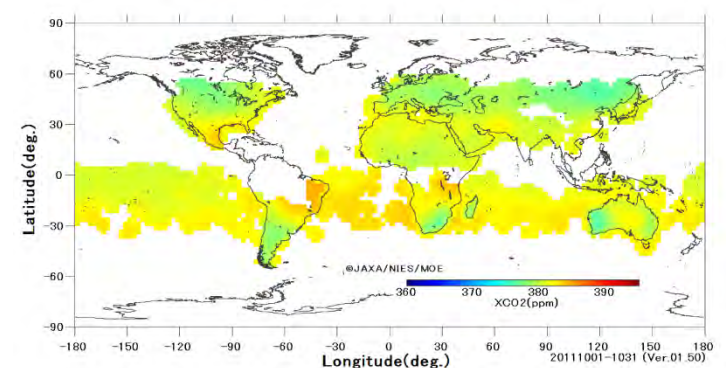 90
60
30
0
-30
-60
-90
Latitude(deg.)
©JAXA/NIES/MOE
360 370 380 390
XCO2(ppm)
-180 -150 -120 -90 -60 -30 0 30 60 90 120 150 180
Longitude(deg.)
20111001-1031 (Ver.01.50)